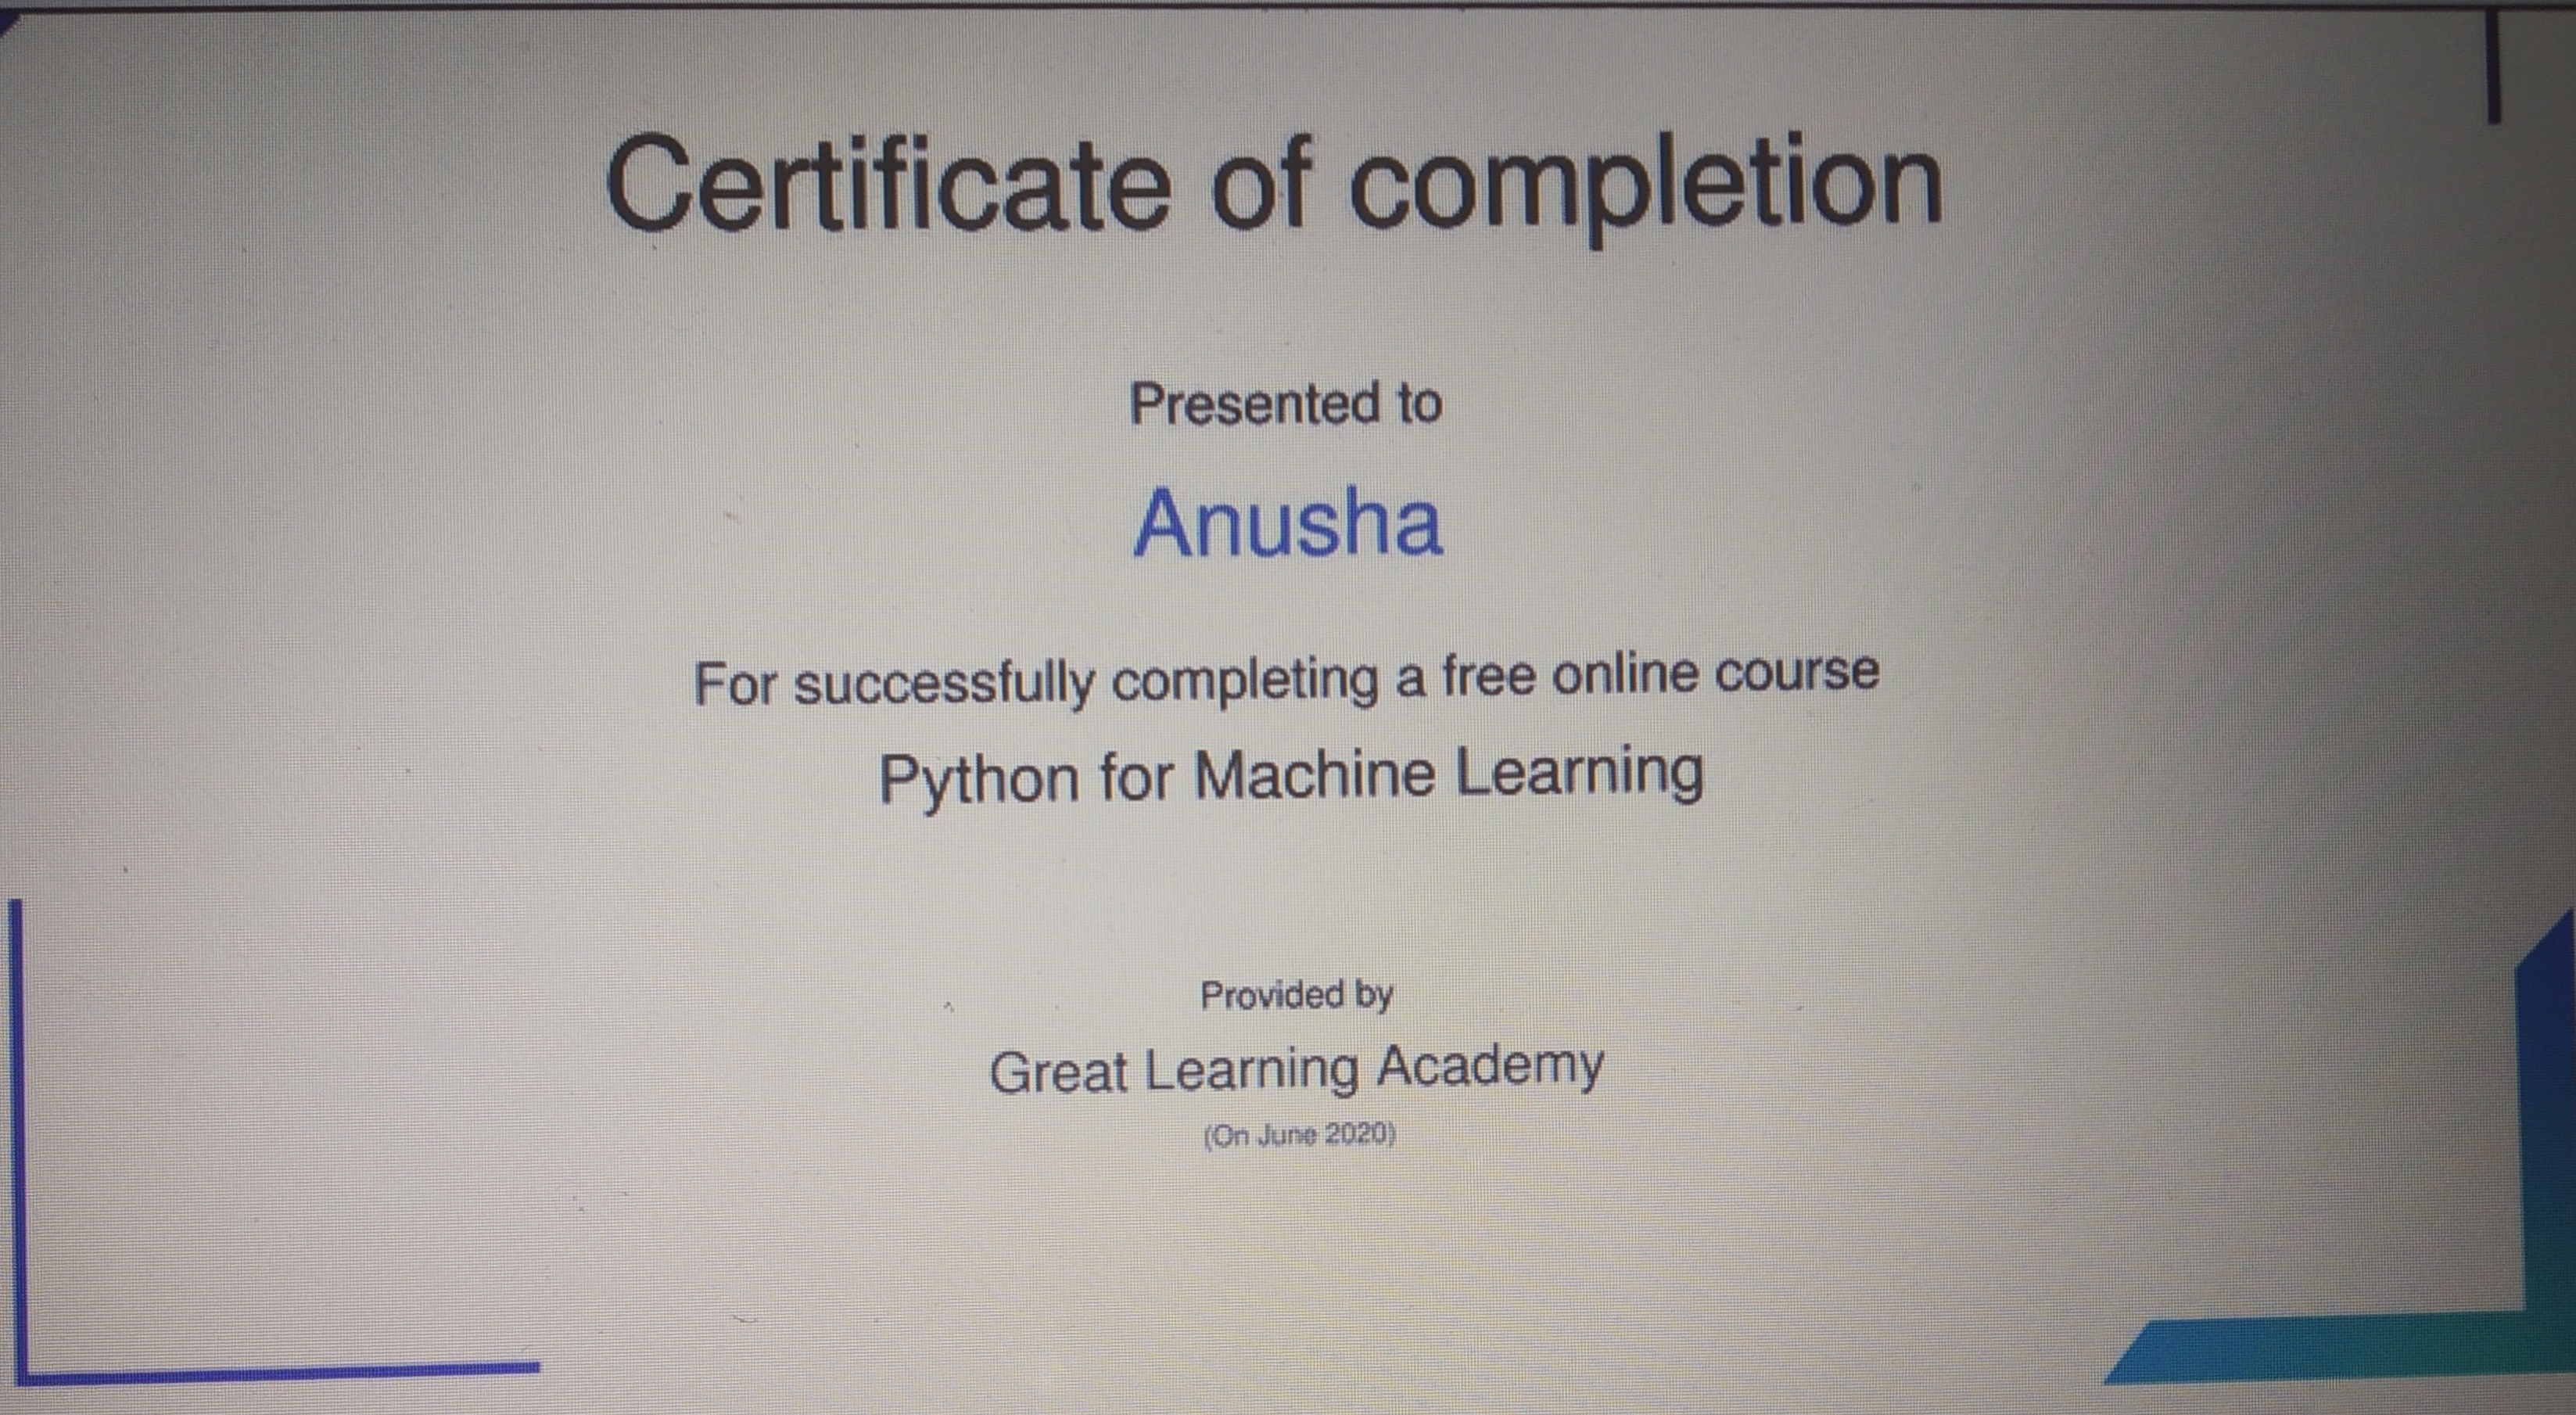 Certificate of completion
Presented to
Anusha
For successfully completing a free online course
Python for Machine Learning
Provided by
Great Learning Academy
(On June 2020)